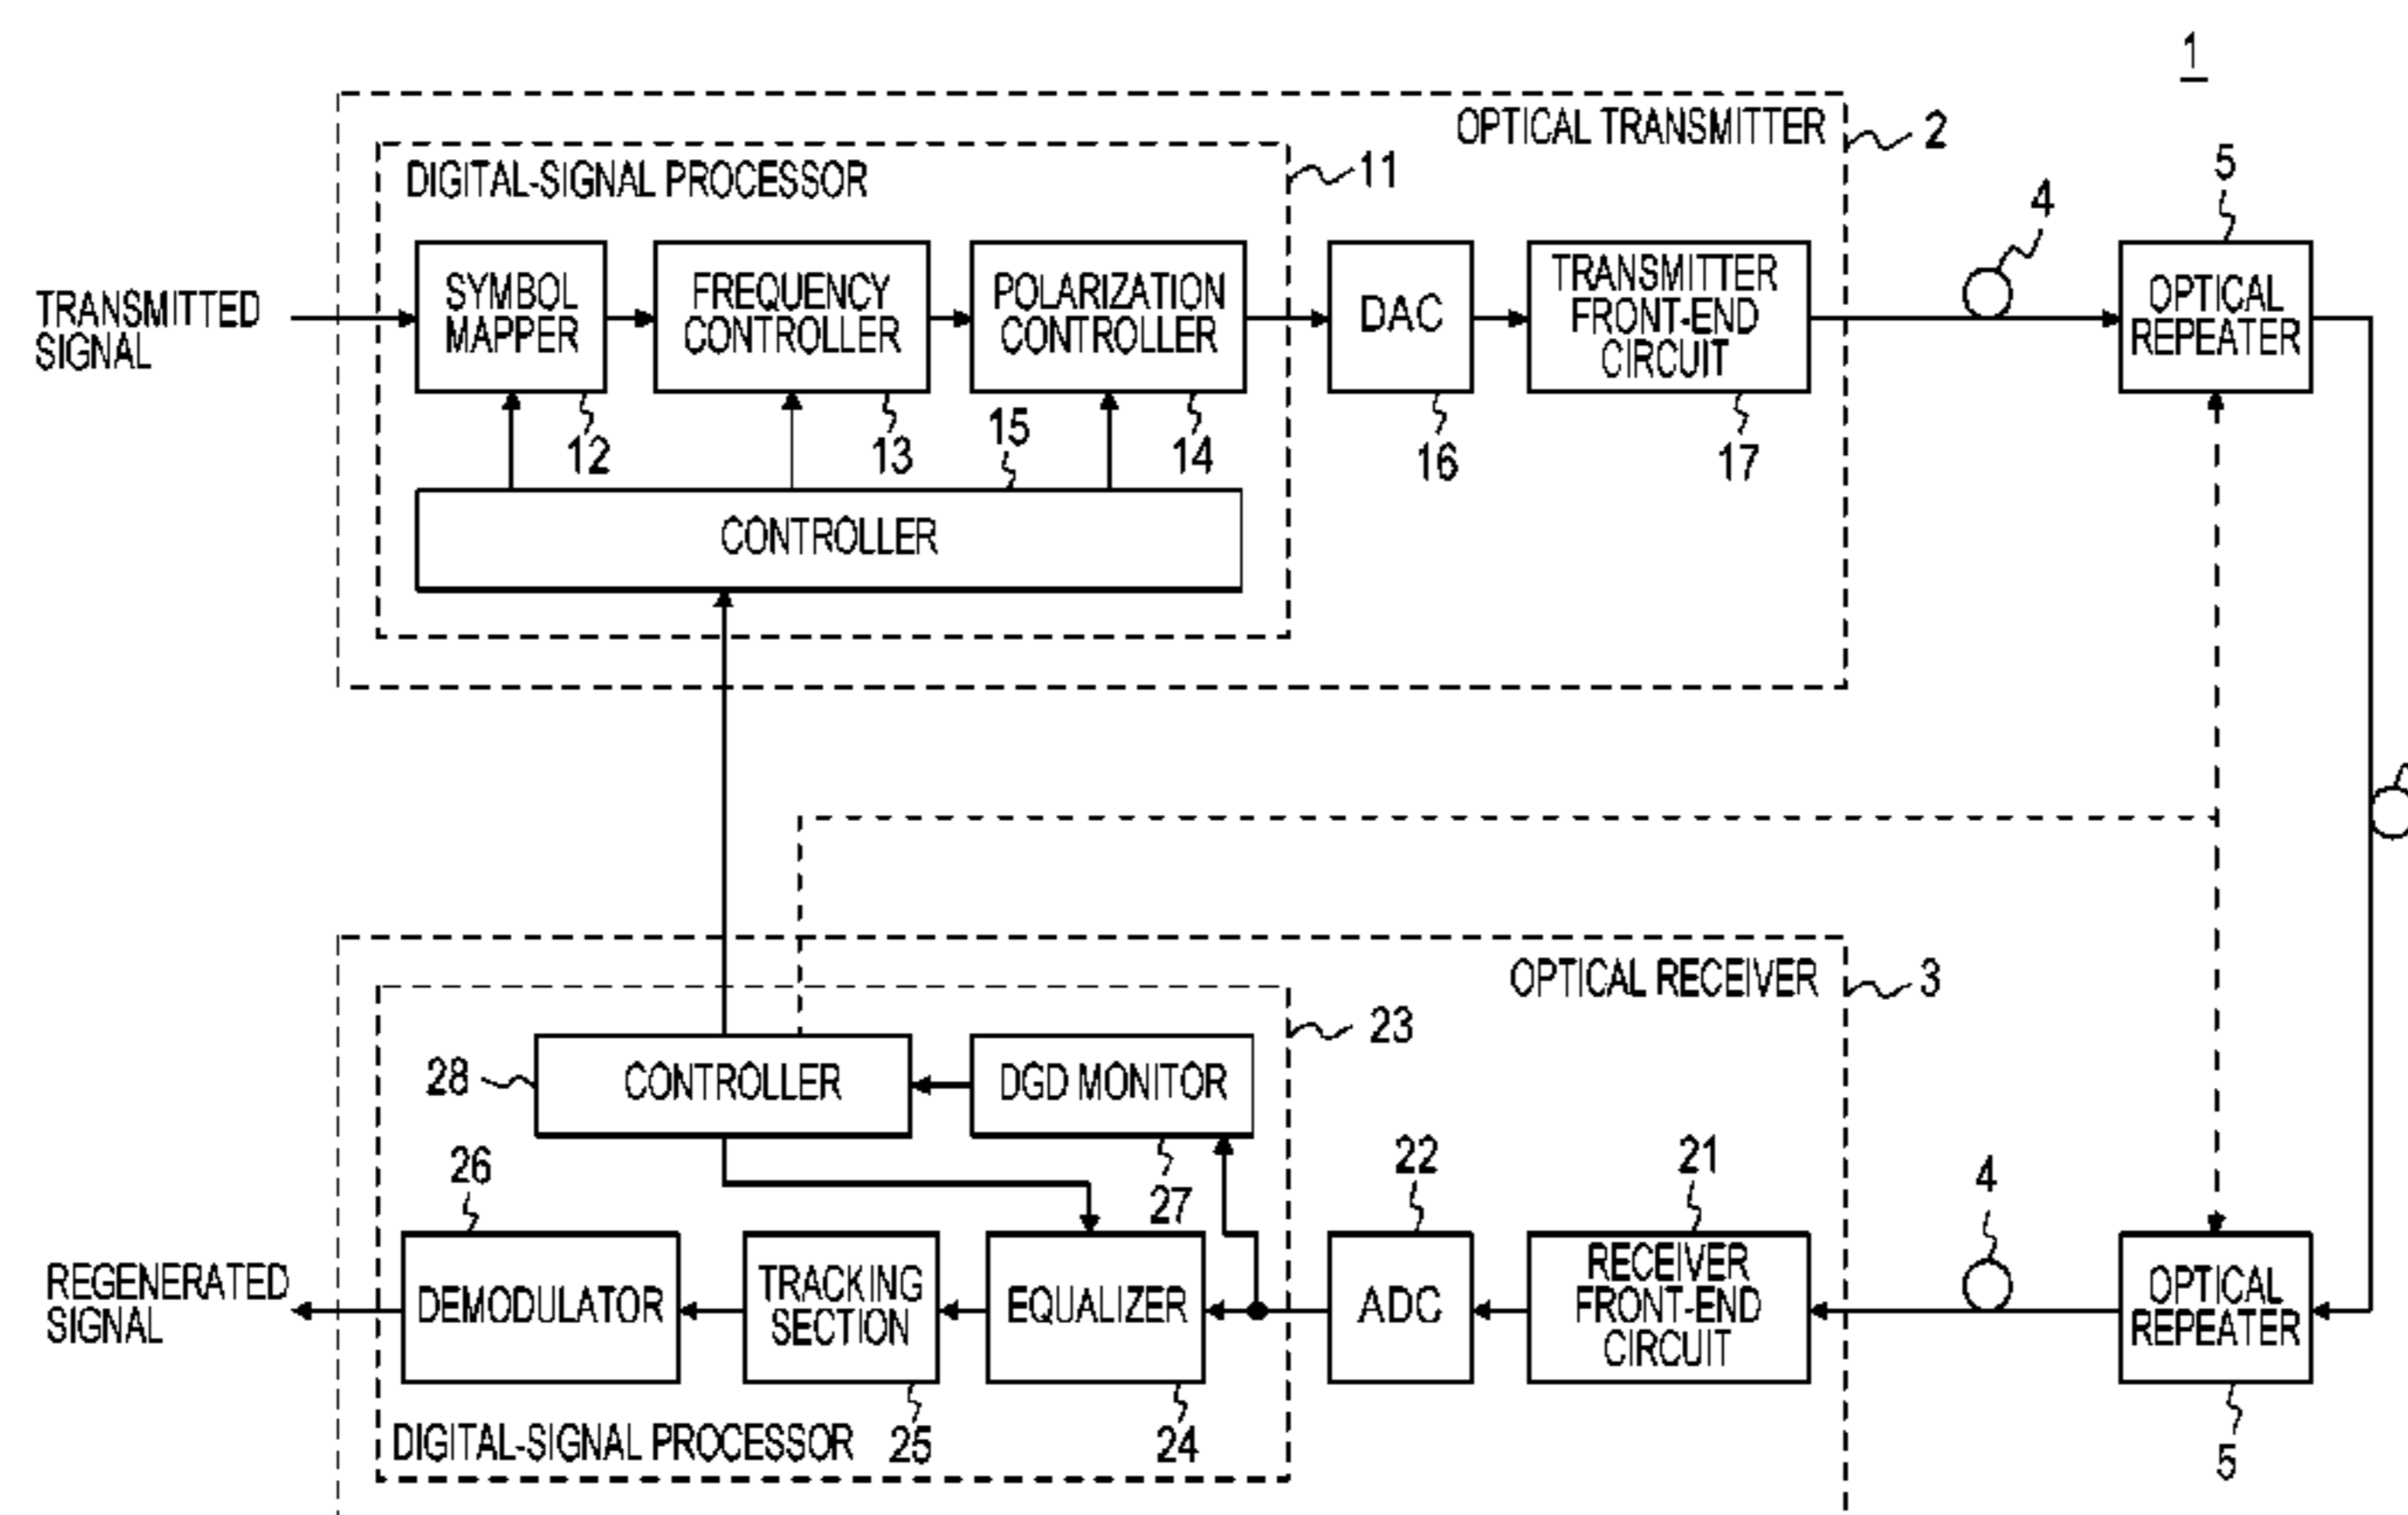 1
OPTICAL TRANSMITTER
2
DIGITAL-SIGNAL PROCESSOR
11
5
4
TRANSMITTED
SIGNAL
SYMBOL
MAPPER
FREQUENCY
CONTROLLER
POLARIZATION
CONTROLLER
DAC
TRANSMITTER
FRONT-END
CIRCUIT
OPTICAL
REPEATER
12
13
15
14
16
17
CONTROLLER
OPTICAL RECEIVER
3
23
28
CONTROLLER
DGD MONITOR
26
27
22
21
4
REGENERATED
SIGNAL
DEMODULATOR
TRACKING
SECTION
EQUALIZER
ADC
RECEIVER
FRONT-END
CIRCUIT
OPTICAL
REPEATER
DIGITAL-SIGNAL PROCESSOR
25
24
5